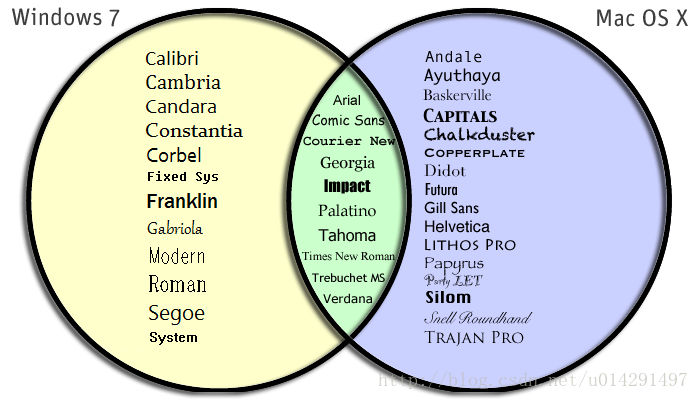 Windows 7
Mac OS X
Calibri
Cambria
Candara
Constantia
Corbel
Fixed Sys
Franklin
Gabriola
Modern
Roman
Segoe
System
Arial
Comic Sans
Courier New
Georgia
Impact
Palatino
Tahoma
Times New Roman
Trebuchet MS
Verdana
Andale
Ayuthaya
Baskerville
CAPITALS
Chalkduster
COPPERPLATE
Didot
Futura
Gill Sans
Helvetica
LITHOS PRO
Papyrus
Party LET
Silom
Snell Roundhand
TRAJAN PRO
http://blog.csdn.net/u014291497